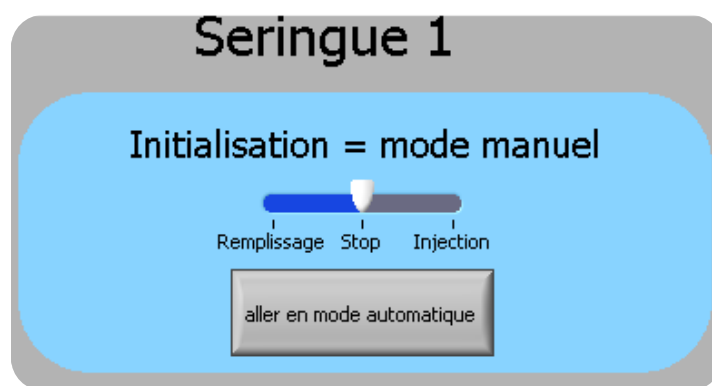 Seringue 1
Initialisation = mode manuel
Remplissage Stop Injection
aller en mode automatique